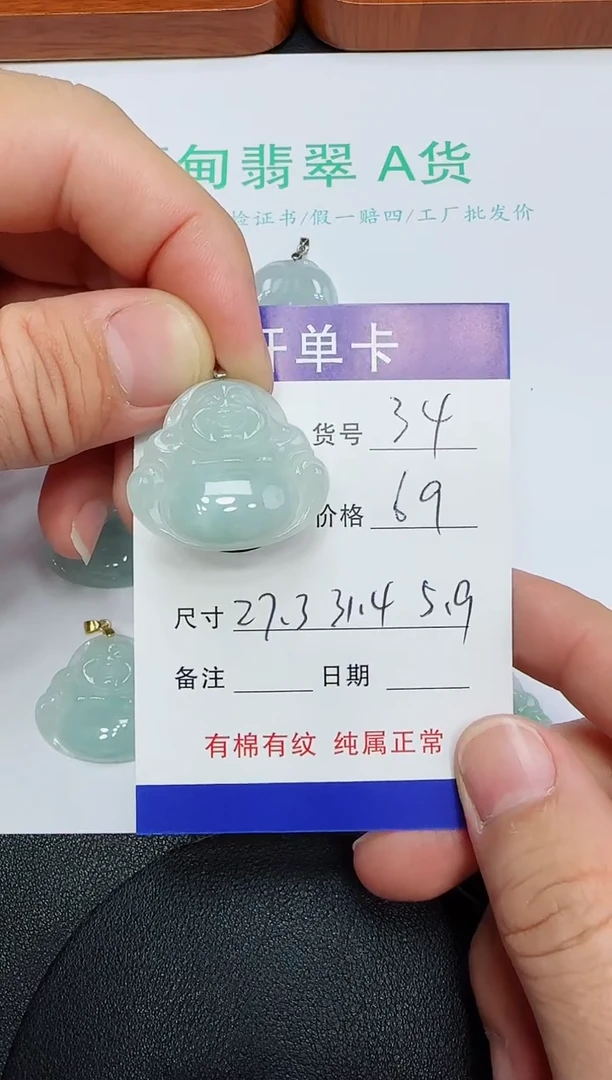 甸翡翠 A货
检证书/假一赔四/工厂批发价
开单卡
货号 34
价格 69
尺寸 27.3 31.4 5.9
备注
日期
有棉有纹 纯属正常